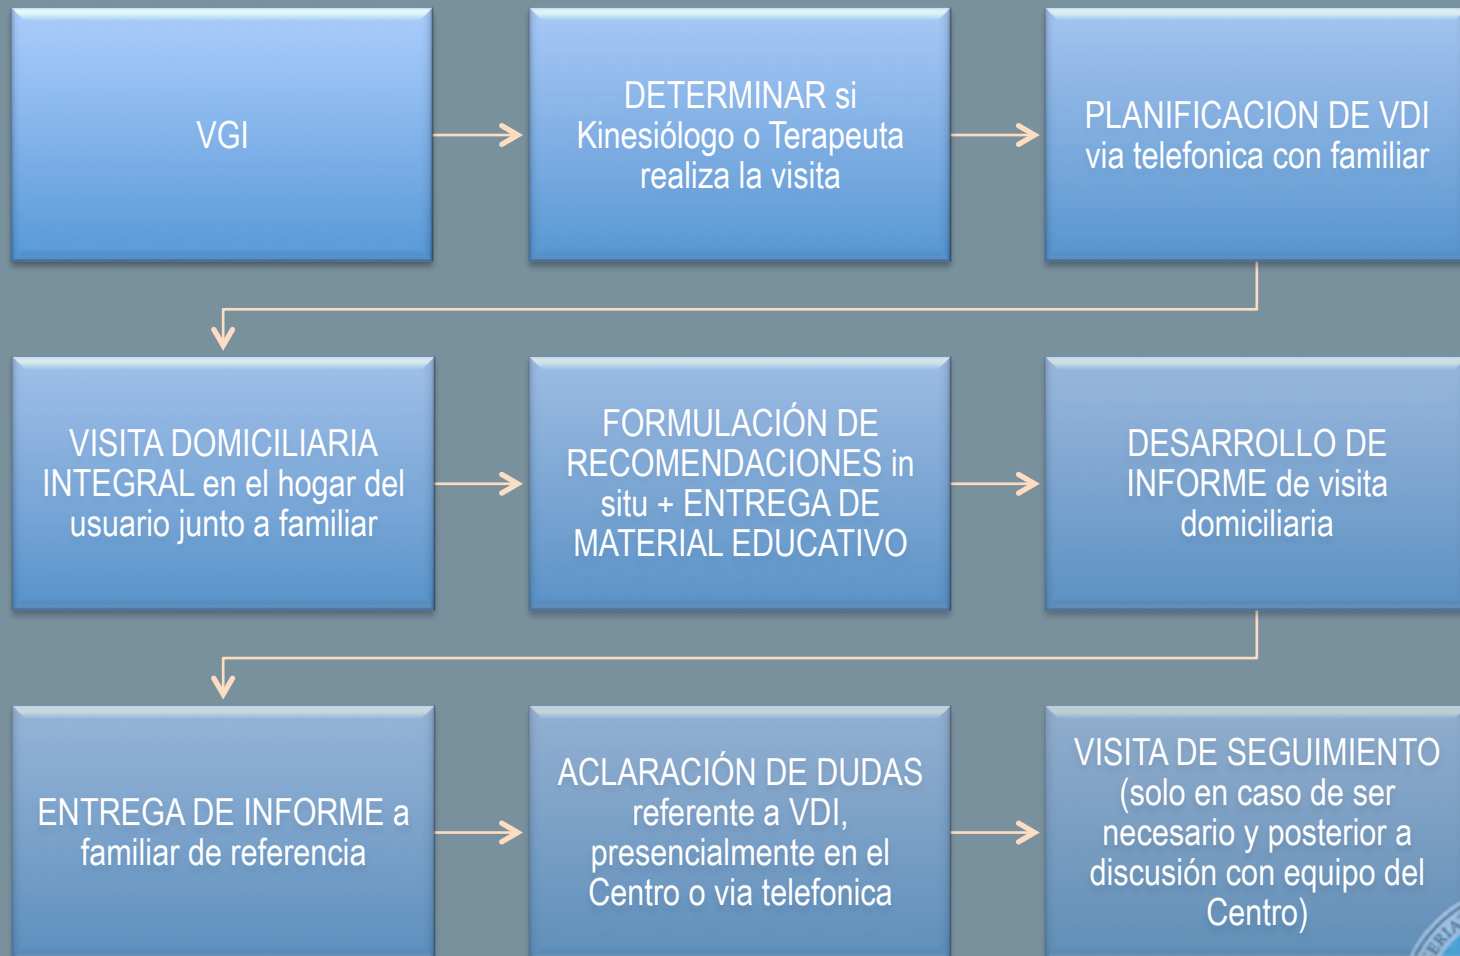 VGI
DETERMINAR si
Kinesiólogo o Terapeuta
realiza la visita
PLANIFICACION DE VDI
via telefonica con familiar
VISITA DOMICILIARIA
INTEGRAL en el hogar del
usuario junto a familiar
FORMULACIÓN DE
RECOMENDACIONES in
situ + ENTREGA DE
MATERIAL EDUCATIVO
DESARROLLO DE
INFORME de visita
domiciliaria
ENTREGA DE INFORME a
familiar de referencia
ACLARACIÓN DE DUDAS
referente a VDI,
presencialmente en el
Centro o via telefonica
VISITA DE SEGUIMIENTO
(solo en caso de ser
necesario y posterior a
discusión con equipo del
Centro)